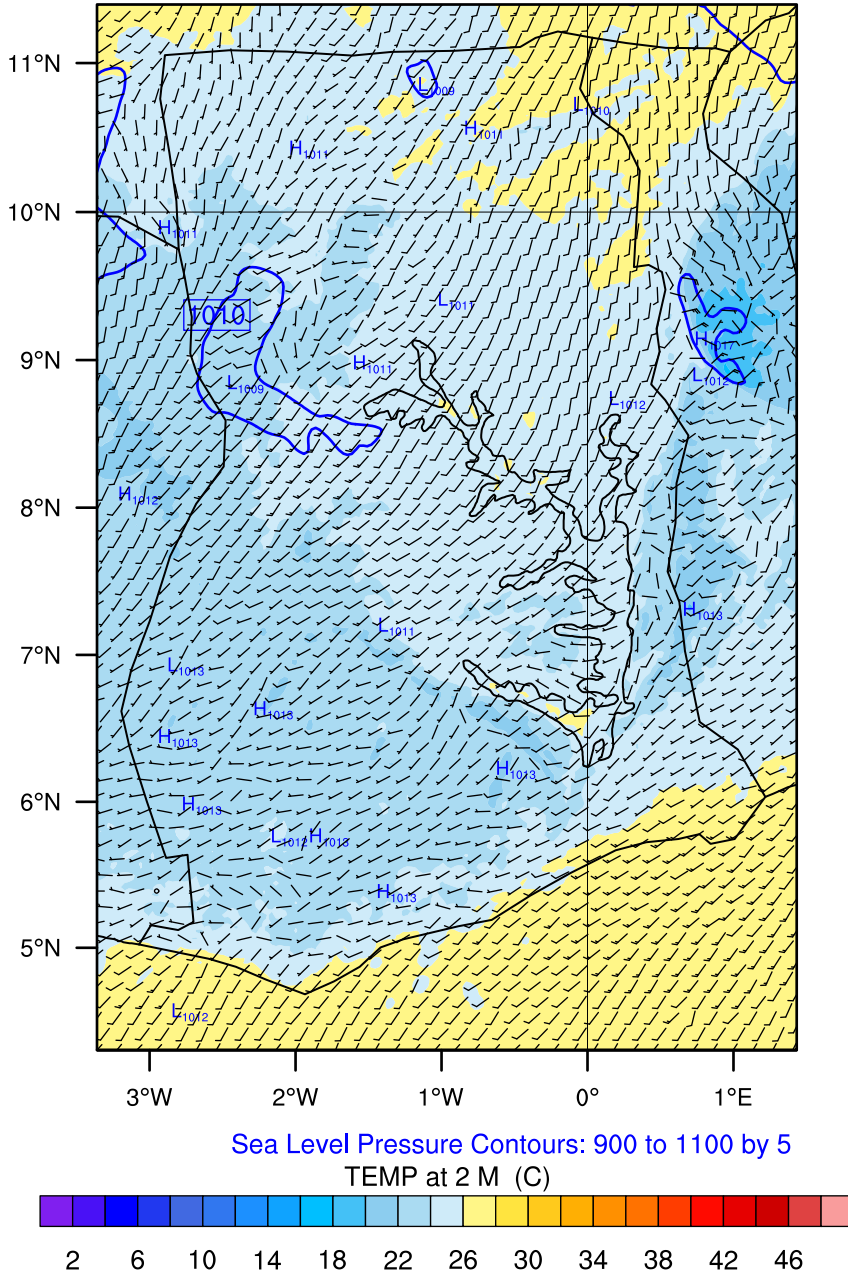 11°N
L1009
L1010
H1011
H1011
10°N
H1011
L1011
1010
9°N
H1017
H1011
L1012
L1009
L1012
8°N
H1012
H1013
7°N
L1011
L1013
H1013
H1013
H1013
6°N
H1013
L1012
H1013
H1013
5°N
L1012
3°W 2°W 1°W 0° 1°E
Sea Level Pressure Contours: 900 to 1100 by 5
TEMP at 2 M (C)
2 6 10 14 18 22 26 30 34 38 42 46